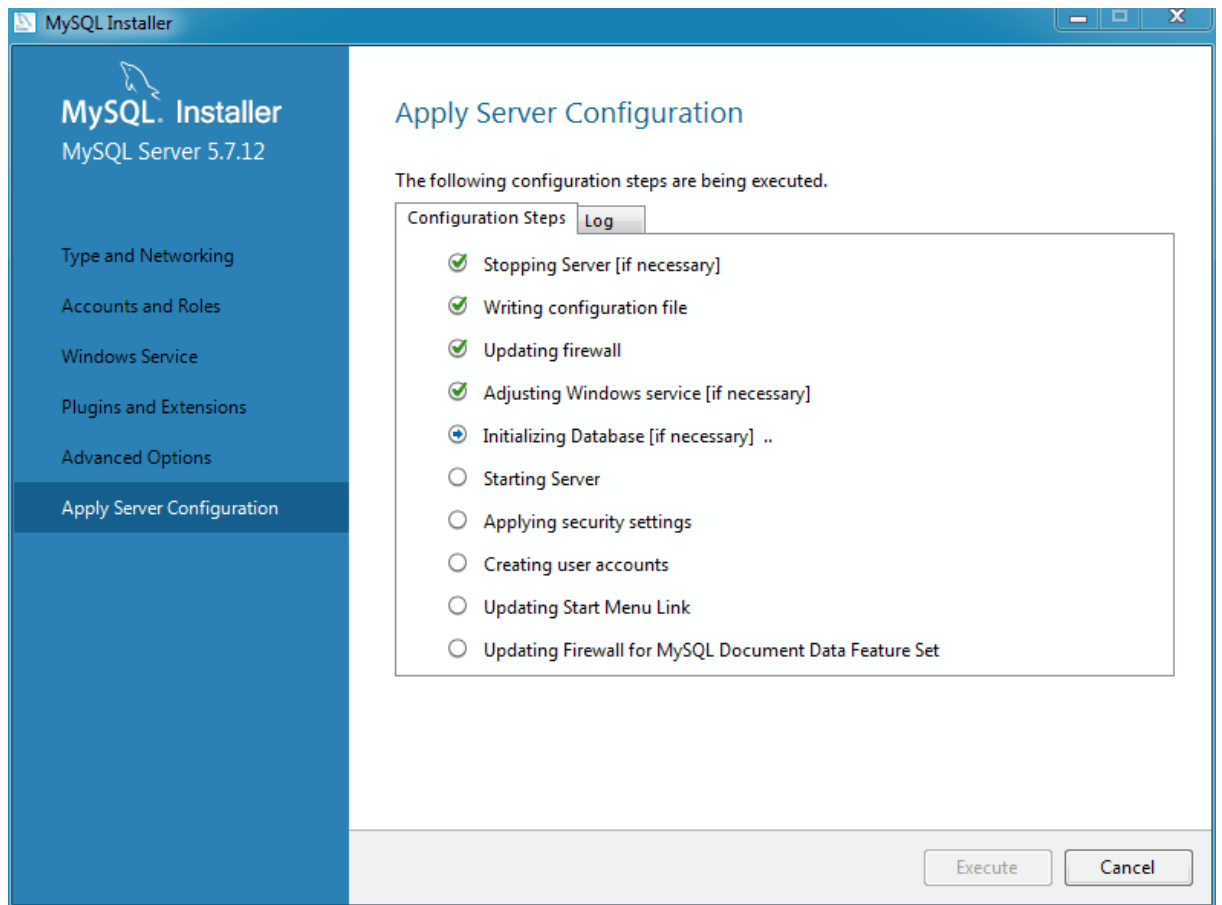 MySQL Installer
MySQL. Installer
MySQL Server 5.7.12
Type and Networking
Accounts and Roles
Windows Service
Plugins and Extensions
Advanced Options
Apply Server Configuration
Apply Server Configuration
The following configuration steps are being executed.
Configuration Steps Log
Stopping Server [if necessary]
Writing configuration file
Updating firewall
Adjusting Windows service [if necessary]
Initializing Database [if necessary] ..
Starting Server
Applying security settings
Creating user accounts
Updating Start Menu Link
Updating Firewall for MySQL Document Data Feature Set
Execute Cancel